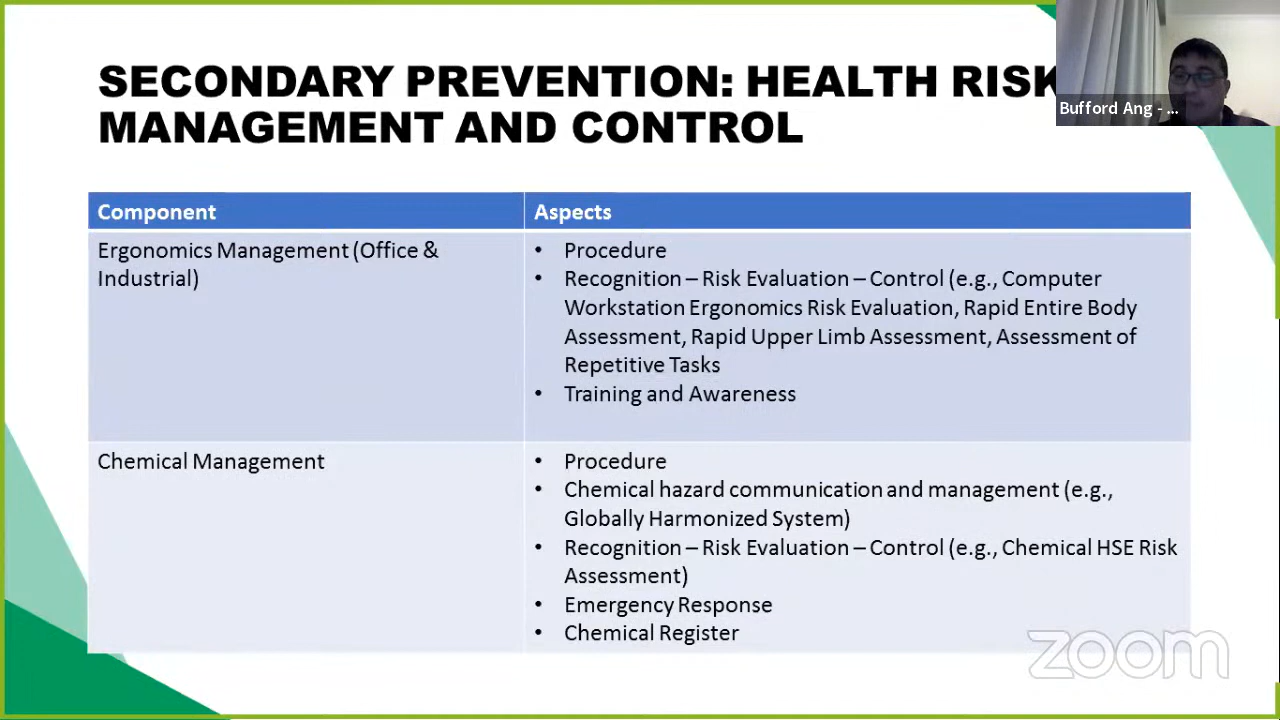 SECONDARY PREVENTION: HEALTH RISK
MANAGEMENT AND CONTROL
Bufford Ang - ...
Component
Aspects
Ergonomics Management (Office &
Industrial)
• Procedure
• Recognition – Risk Evaluation – Control (e.g., Computer
Workstation Ergonomics Risk Evaluation, Rapid Entire Body
Assessment, Rapid Upper Limb Assessment, Assessment of
Repetitive Tasks
• Training and Awareness
Chemical Management
• Procedure
• Chemical hazard communication and management (e.g.,
Globally Harmonized System)
• Recognition – Risk Evaluation – Control (e.g., Chemical HSE Risk
Assessment)
• Emergency Response
• Chemical Register
zoom